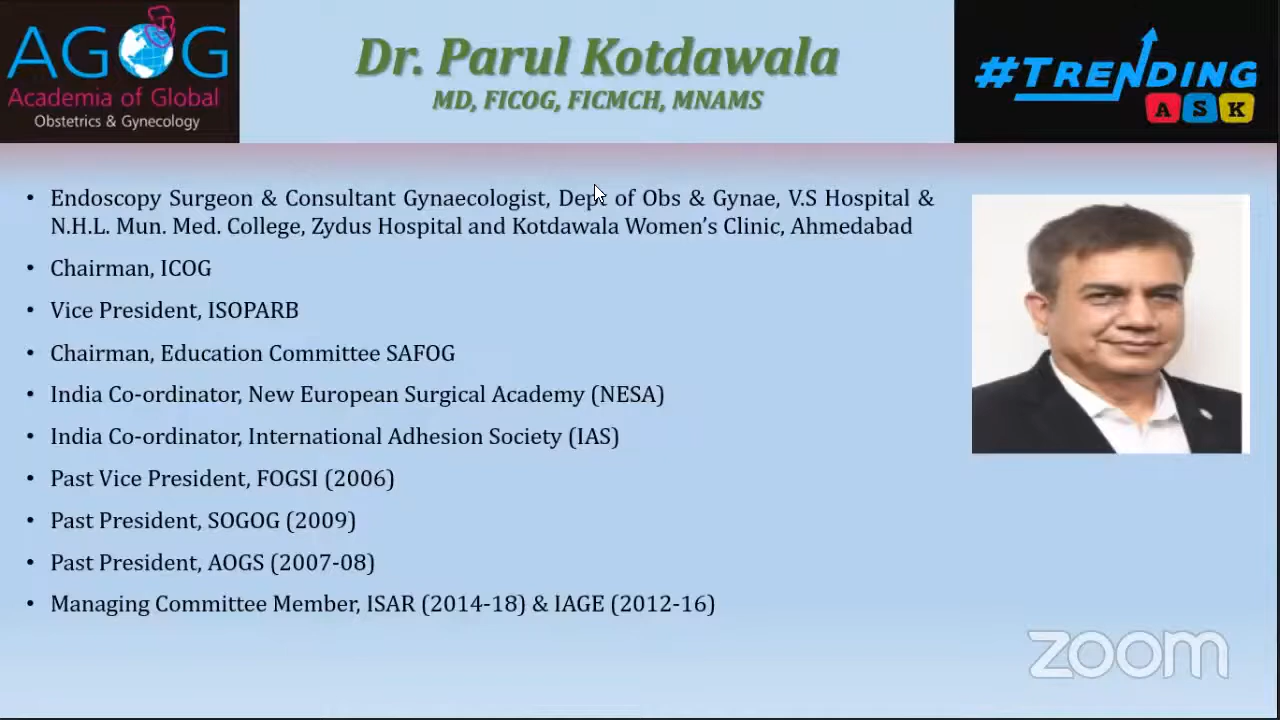 AGOG
Academia of Global
Obstetrics & Gynecology
Dr. Parul Kotdawala
MD, FICOG, FICMCH, MNAMS
#TRENDING
ASK
• Endoscopy Surgeon & Consultant Gynaecologist, Dept of Obs & Gynae, V.S Hospital &
N.H.L. Mun. Med. College, Zydus Hospital and Kotdawala Women’s Clinic, Ahmedabad
• Chairman, ICOG
• Vice President, ISOPARB
• Chairman, Education Committee SAFOG
• India Co-ordinator, New European Surgical Academy (NESA)
• India Co-ordinator, International Adhesion Society (IAS)
• Past Vice President, FOGSI (2006)
• Past President, SOGOG (2009)
• Past President, AOGS (2007-08)
• Managing Committee Member, ISAR (2014-18) & IAGE (2012-16)
zoom